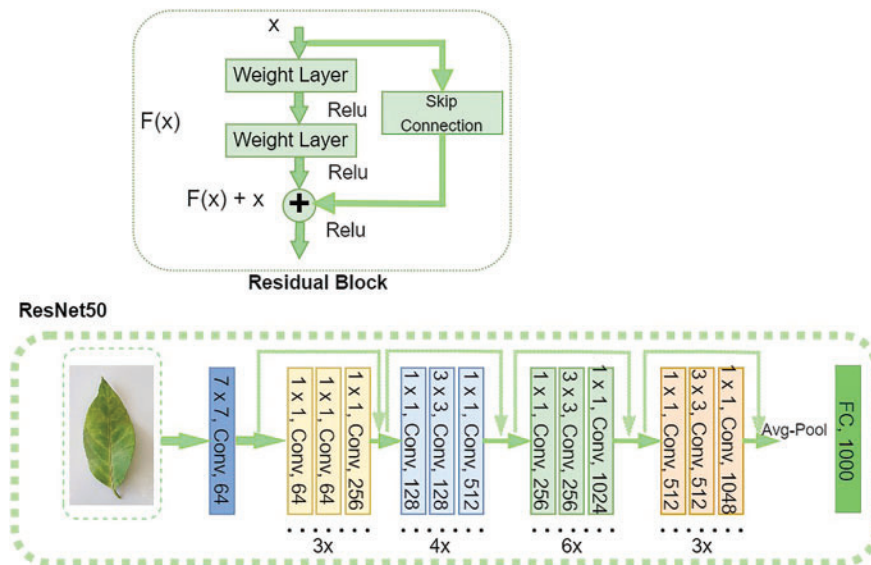 x
Weight Layer
Relu
Skip
Connection
F(x)
Weight Layer
Relu
F(x) + x
+
Relu
Residual Block
ResNet50
7 x 7, Conv, 64
1 x 1, Conv, 64
1 x 1, Conv, 64
1 x 1, Conv, 256
3x
1 x 1, Conv, 128
3 x 3, Conv, 128
1 x 1, Conv, 512
4x
1 x 1, Conv, 256
3 x 3, Conv, 256
1 x 1, Conv, 1024
6x
1 x 1, Conv, 512
3 x 3, Conv, 512
1 x 1, Conv, 1048
3x
Avg-Pool
FC, 1000